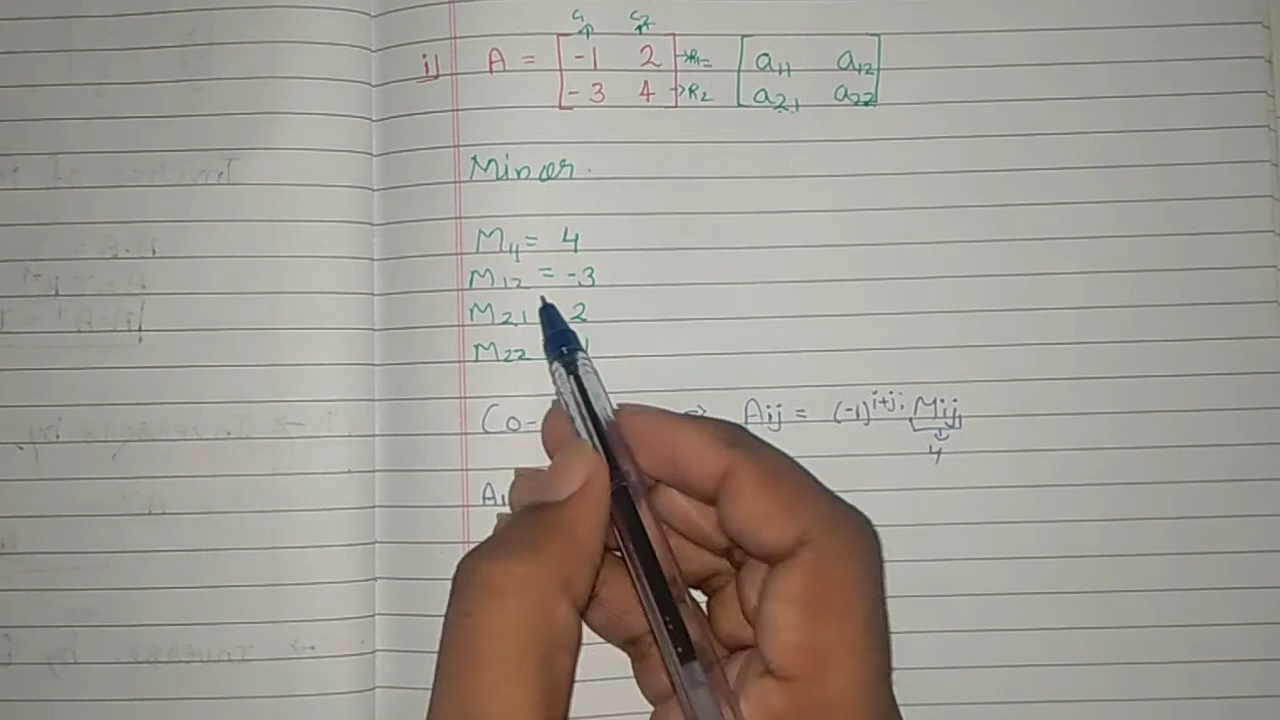 C1 C2
i) A = [ -1 2 ] →R1 = [ a11 a12 ]
[ -3 4 ] →R2 [ a21 a22 ]
Minor.
M11 = 4
M12 = -3
M21 2
M22
Co- ⇒ Aij = (-1)^i+j . Mij
↓
4
A1